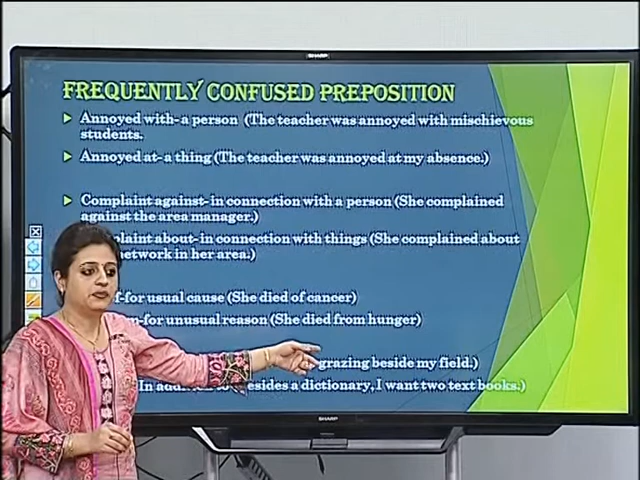 SHARP
FREQUENTLY CONFUSED PREPOSITION
Annoyed with-a person (The teacher was annoyed with mischievous
students.
Annoyed at-a thing(The teacher was annoyed at my absence.)
Complaint against-in connection with a person (She complained
against the area manager.)
plaint about-in connection with things(She complained about
network in her area.)
f-for usual cause (She died of cancer)
-for unusual reason (She died from hunger)
grazing beside my field.)
In esides a dictionary, I want two text books.)
SHARP